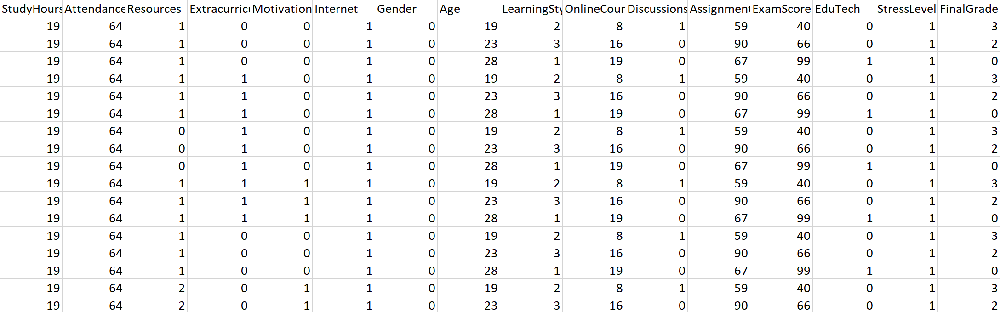 StudyHours Attendance Resources Extracurricu Motivation Internet Gender Age LearningSty OnlineCour Discussions Assignment ExamScore EduTech StressLevel FinalGrade
19 64 1 0 0 1 0 19 2 8 1 59 40 0 1 3
19 64 1 0 0 1 0 23 3 16 0 90 66 0 1 2
19 64 1 0 0 1 0 28 1 19 0 67 99 1 1 0
19 64 1 1 0 1 0 19 2 8 1 59 40 0 1 3
19 64 1 1 0 1 0 23 3 16 0 90 66 0 1 2
19 64 1 1 0 1 0 28 1 19 0 67 99 1 1 0
19 64 0 1 0 1 0 19 2 8 1 59 40 0 1 3
19 64 0 1 0 1 0 23 3 16 0 90 66 0 1 2
19 64 0 1 0 1 0 28 1 19 0 67 99 1 1 0
19 64 1 1 1 1 0 19 2 8 1 59 40 0 1 3
19 64 1 1 1 1 0 23 3 16 0 90 66 0 1 2
19 64 1 1 1 1 0 28 1 19 0 67 99 1 1 0
19 64 1 0 0 1 0 19 2 8 1 59 40 0 1 3
19 64 1 0 0 1 0 23 3 16 0 90 66 0 1 2
19 64 1 0 0 1 0 28 1 19 0 67 99 1 1 0
19 64 2 0 1 1 0 19 2 8 1 59 40 0 1 3
19 64 2 0 1 1 0 23 3 16 0 90 66 0 1 2